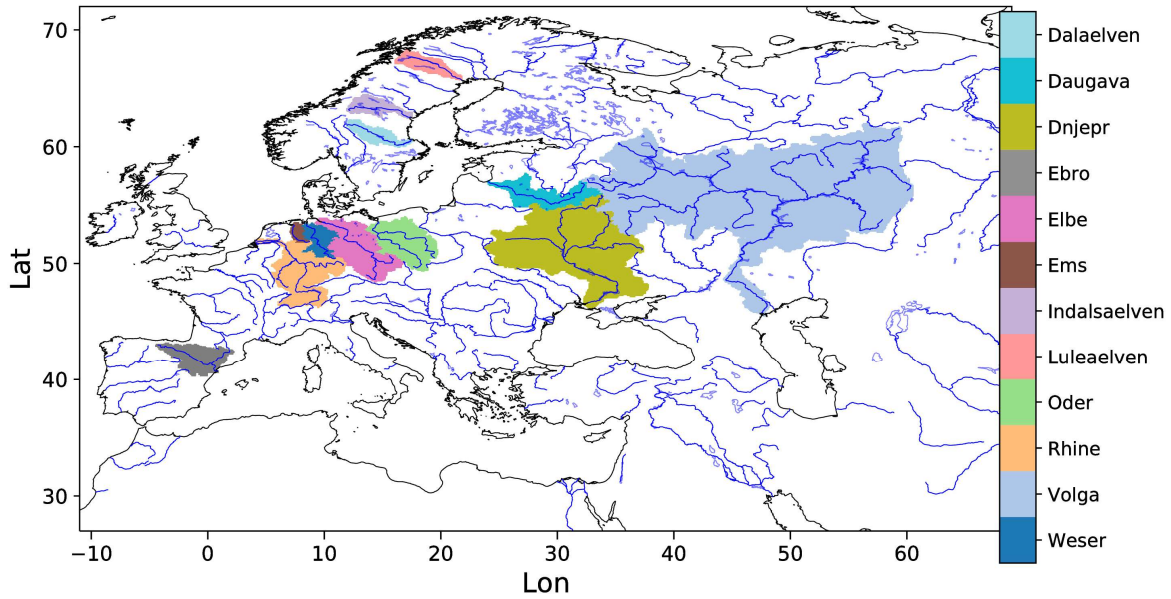 70
60
50
40
30
Lat
−10
0
10
20
30
40
50
60
Lon
Dalaelven
Daugava
Dnjepr
Ebro
Elbe
Ems
Indalsaelven
Luleaelven
Oder
Rhine
Volga
Weser